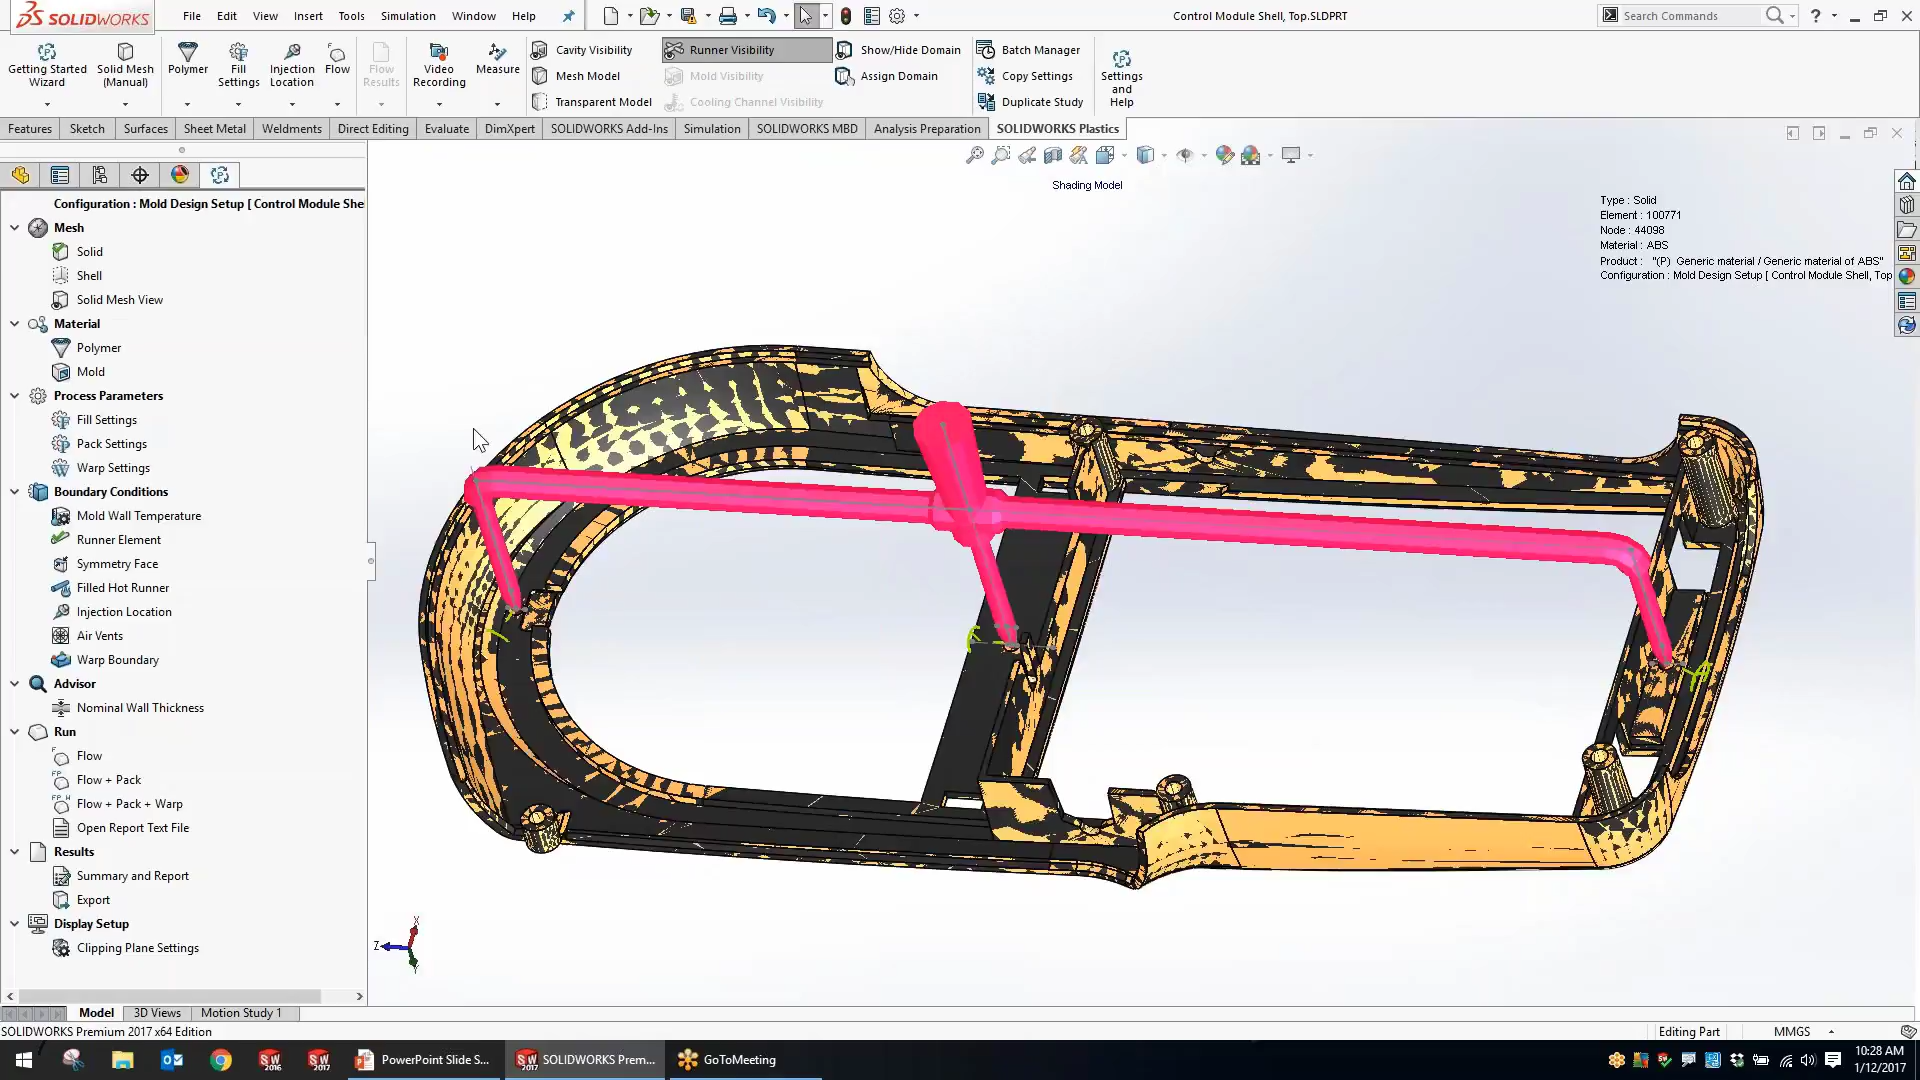 SOLIDWORKS
File Edit View Insert Tools Simulation Window Help
Control Module Shell, Top.SLDPRT
Search Commands
Getting Started Wizard
Solid Mesh (Manual)
Polymer
Fill Settings
Injection Location
Flow
Flow Results
Video Recording
Measure
Cavity Visibility
Mesh Model
Transparent Model
Runner Visibility
Mold Visibility
Cooling Channel Visibility
Show/Hide Domain
Assign Domain
Batch Manager
Copy Settings
Duplicate Study
Settings and Help
Features Sketch Surfaces Sheet Metal Weldments Direct Editing Evaluate DimXpert SOLIDWORKS Add-Ins Simulation SOLIDWORKS MBD Analysis Preparation SOLIDWORKS Plastics
Shading Model
Type : Solid
Element : 100771
Node : 44098
Material : ABS
Product : "(P) Generic material / Generic material of ABS"
Configuration : Mold Design Setup [ Control Module Shell, Top
Configuration : Mold Design Setup [ Control Module She
Mesh
Solid
Shell
Solid Mesh View
Material
Polymer
Mold
Process Parameters
Fill Settings
Pack Settings
Warp Settings
Boundary Conditions
Mold Wall Temperature
Runner Element
Symmetry Face
Filled Hot Runner
Injection Location
Air Vents
Warp Boundary
Advisor
Nominal Wall Thickness
Run
Flow
Flow + Pack
Flow + Pack + Warp
Open Report Text File
Results
Summary and Report
Export
Display Setup
Clipping Plane Settings
X
Z
Y
Model 3D Views Motion Study 1
SOLIDWORKS Premium 2017 x64 Edition
Editing Part
MMGS
PowerPoint Slide S...
SOLIDWORKS Prem...
GoToMeeting
10:28 AM
1/12/2017